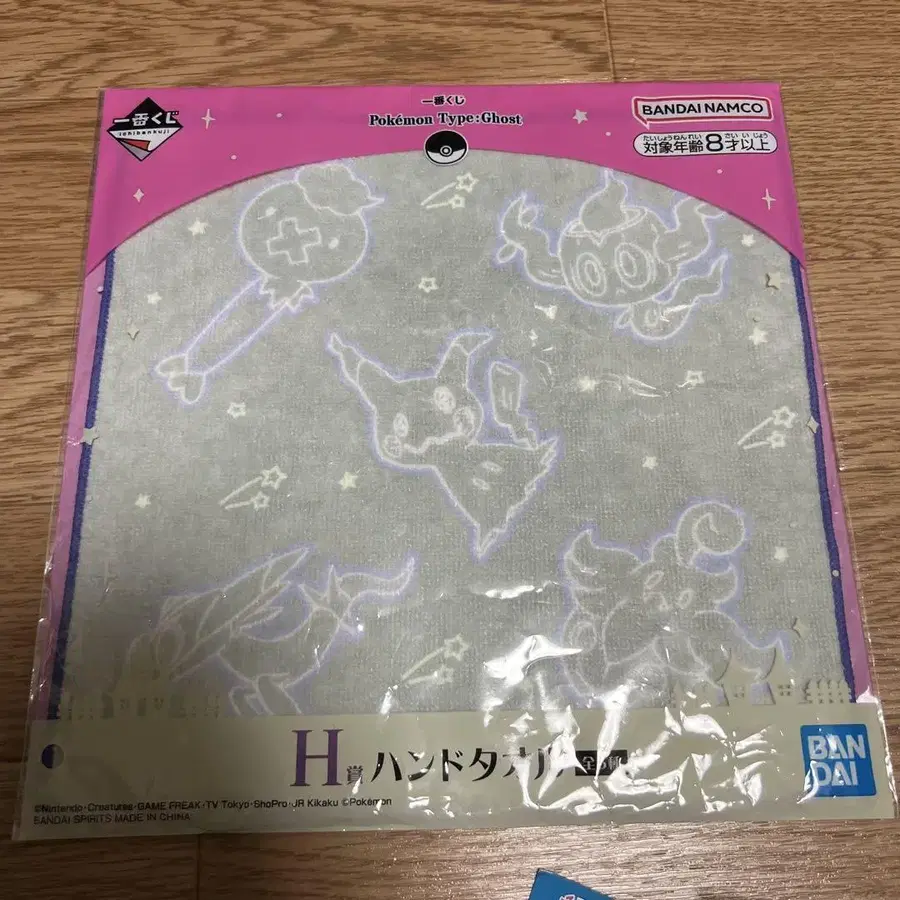 一番くじ
ichibankuji
一番くじ
Pokémon Type:Ghost
BANDAI NAMCO
たいしょうねんれい さい いじょう
対象年齢8才以上
H賞 ハンドタオル
BAN
DAI
©Nintendo・Creatures・GAME FREAK・TV Tokyo・ShoPro・JR Kikaku ©Pokémon
BANDAI SPIRITS MADE IN CHINA